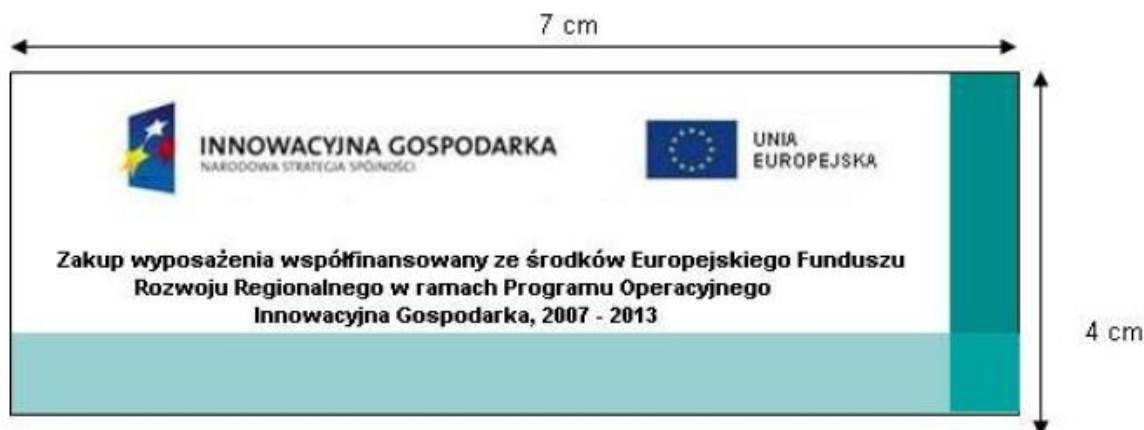 7 cm
INNOWACYJNA GOSPODARKA
NARODOWA STRATEGIA SPÓJNOŚCI
UNIA
EUROPEJSKA
Zakup wyposażenia współfinansowany ze środków Europejskiego Funduszu
Rozwoju Regionalnego w ramach Programu Operacyjnego
Innowacyjna Gospodarka, 2007 - 2013
4 cm